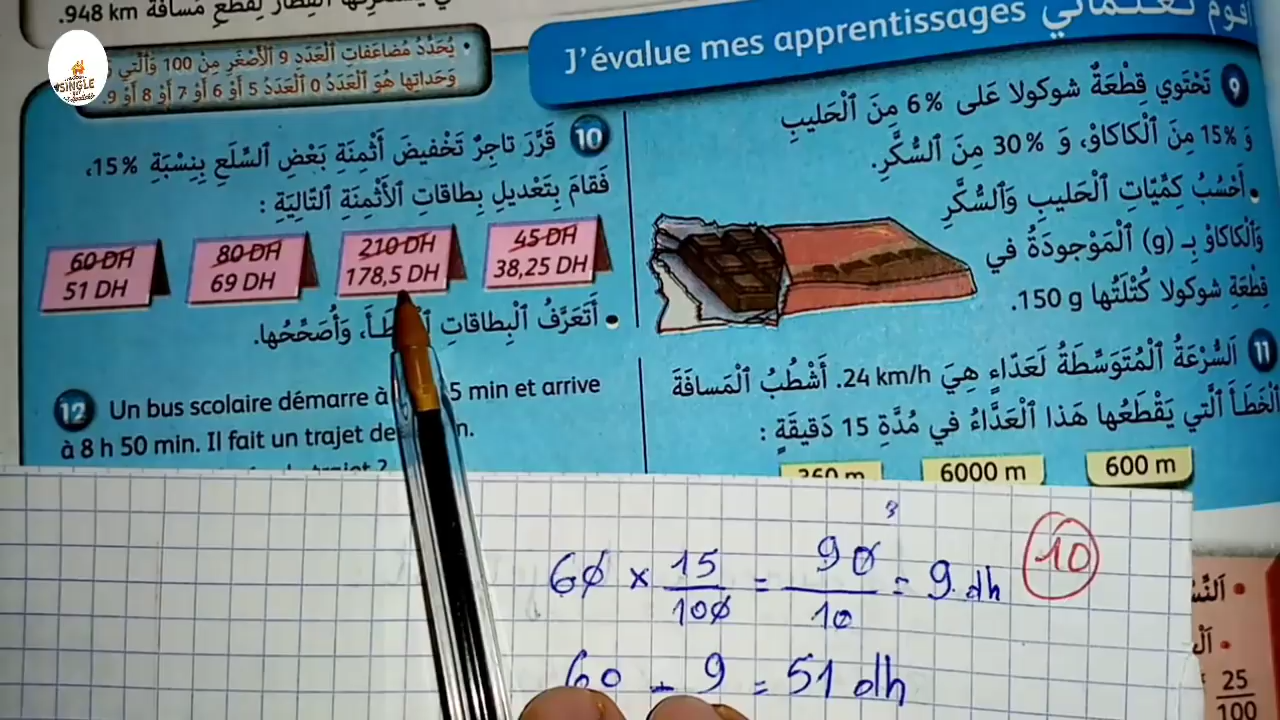 948 km.
J'évalue mes apprentissages
SINGLE
يُحَدِّدُ مُضاعَفاتِ الْعَدَدِ 9 الْأَصْغَرِ مِنْ 100 وَالَّتي
وَحَداتِها هُوَ الْعَدَدُ 0 الْعَدَدُ 5 أَوْ 6 أَوْ 7 أَوْ 8 أَوْ 9.
9 تَحْتَوي قِطْعَةُ شوكولا عَلى 6% مِنَ الْحَليبِ
وَ 15% مِنَ الْكاكاوْ، وَ 30% مِنَ السُّكَّرِ.
• أَحْسُبُ كَمِّيّاتِ الْحَليبِ وَالسُّكَّرِ
وَالْكاكاوْ بِـ (g) الْمَوْجودَةُ في
قِطْعَةِ شوكولا كُتْلَتُها 150 g.
10 قَرَّرَ تاجِرٌ تَخْفيضَ أَثْمِنَةِ بَعْضِ السِّلَعِ بِنِسْبَةِ 15%،
فَقامَ بِتَعْديلِ بِطاقاتِ الْأَثْمِنَةِ التّالِيَةِ :
60 DH 80 DH 210 DH 45 DH
51 DH 69 DH 178,5 DH 38,25 DH
• أَتَعَرَّفُ الْبِطاقاتِ وَأُصَحِّحُها.
11 السُّرْعَةُ الْمُتَوَسِّطَةُ لَعَدّاءٍ هِيَ 24 km/h. أَشْطُبُ الْمَسافَةَ
الْخَطَأَ الَّتي يَقْطَعُها هَذا الْعَدَّاءُ في مُدَّةِ 15 دَقيقَةٍ :
360 m 6000 m 600 m
12 Un bus scolaire démarre à 5 min et arrive
à 8 h 50 min. Il fait un trajet de
10
60 × 15/100 = 90/10 = 9 dh
60 - 9 = 51 dh
25
100